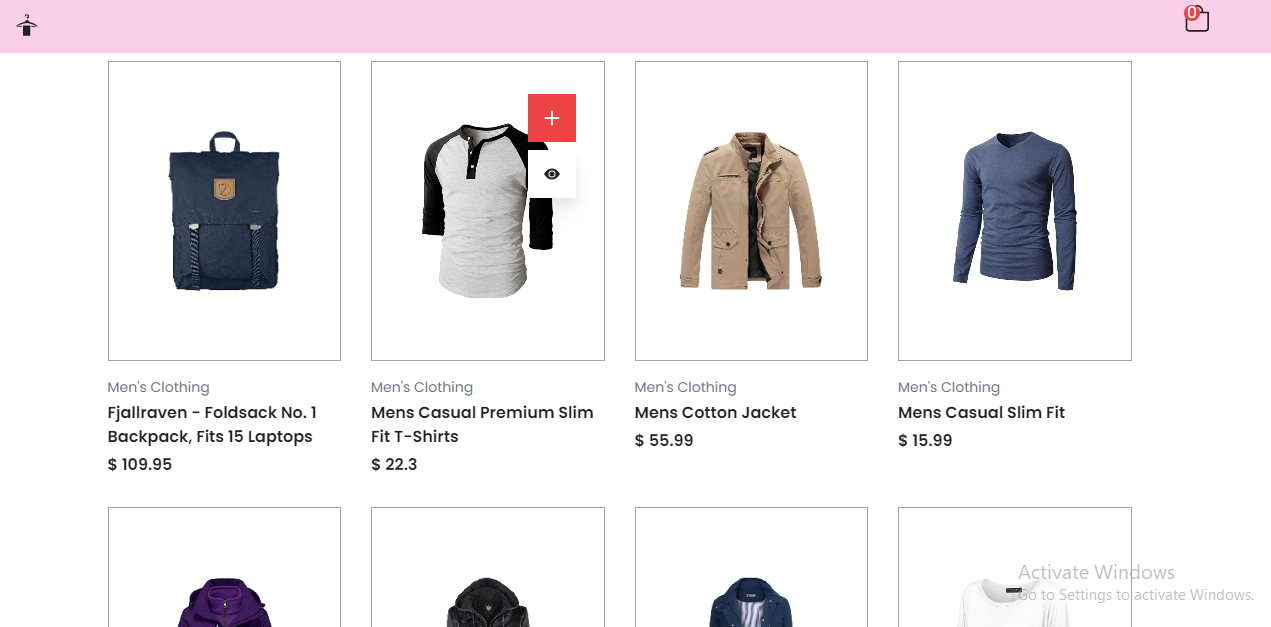 0
Men's Clothing
Fjallraven - Foldsack No. 1
Backpack, Fits 15 Laptops
$ 109.95
Men's Clothing
Mens Casual Premium Slim
Fit T-Shirts
$ 22.3
Men's Clothing
Mens Cotton Jacket
$ 55.99
Men's Clothing
Mens Casual Slim Fit
$ 15.99
Activate Windows
Go to Settings to activate Windows.